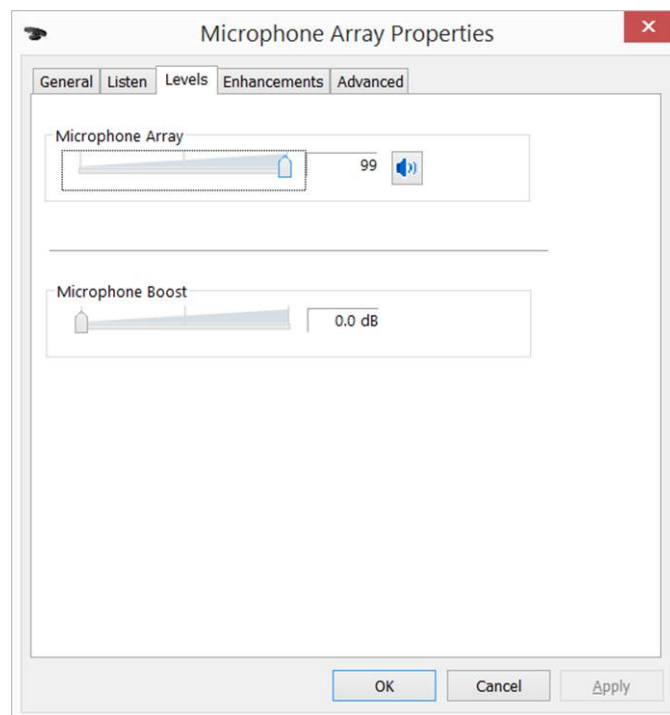 Microphone Array Properties
General Listen Levels Enhancements Advanced
Microphone Array
99
Microphone Boost
0.0 dB
OK Cancel Apply